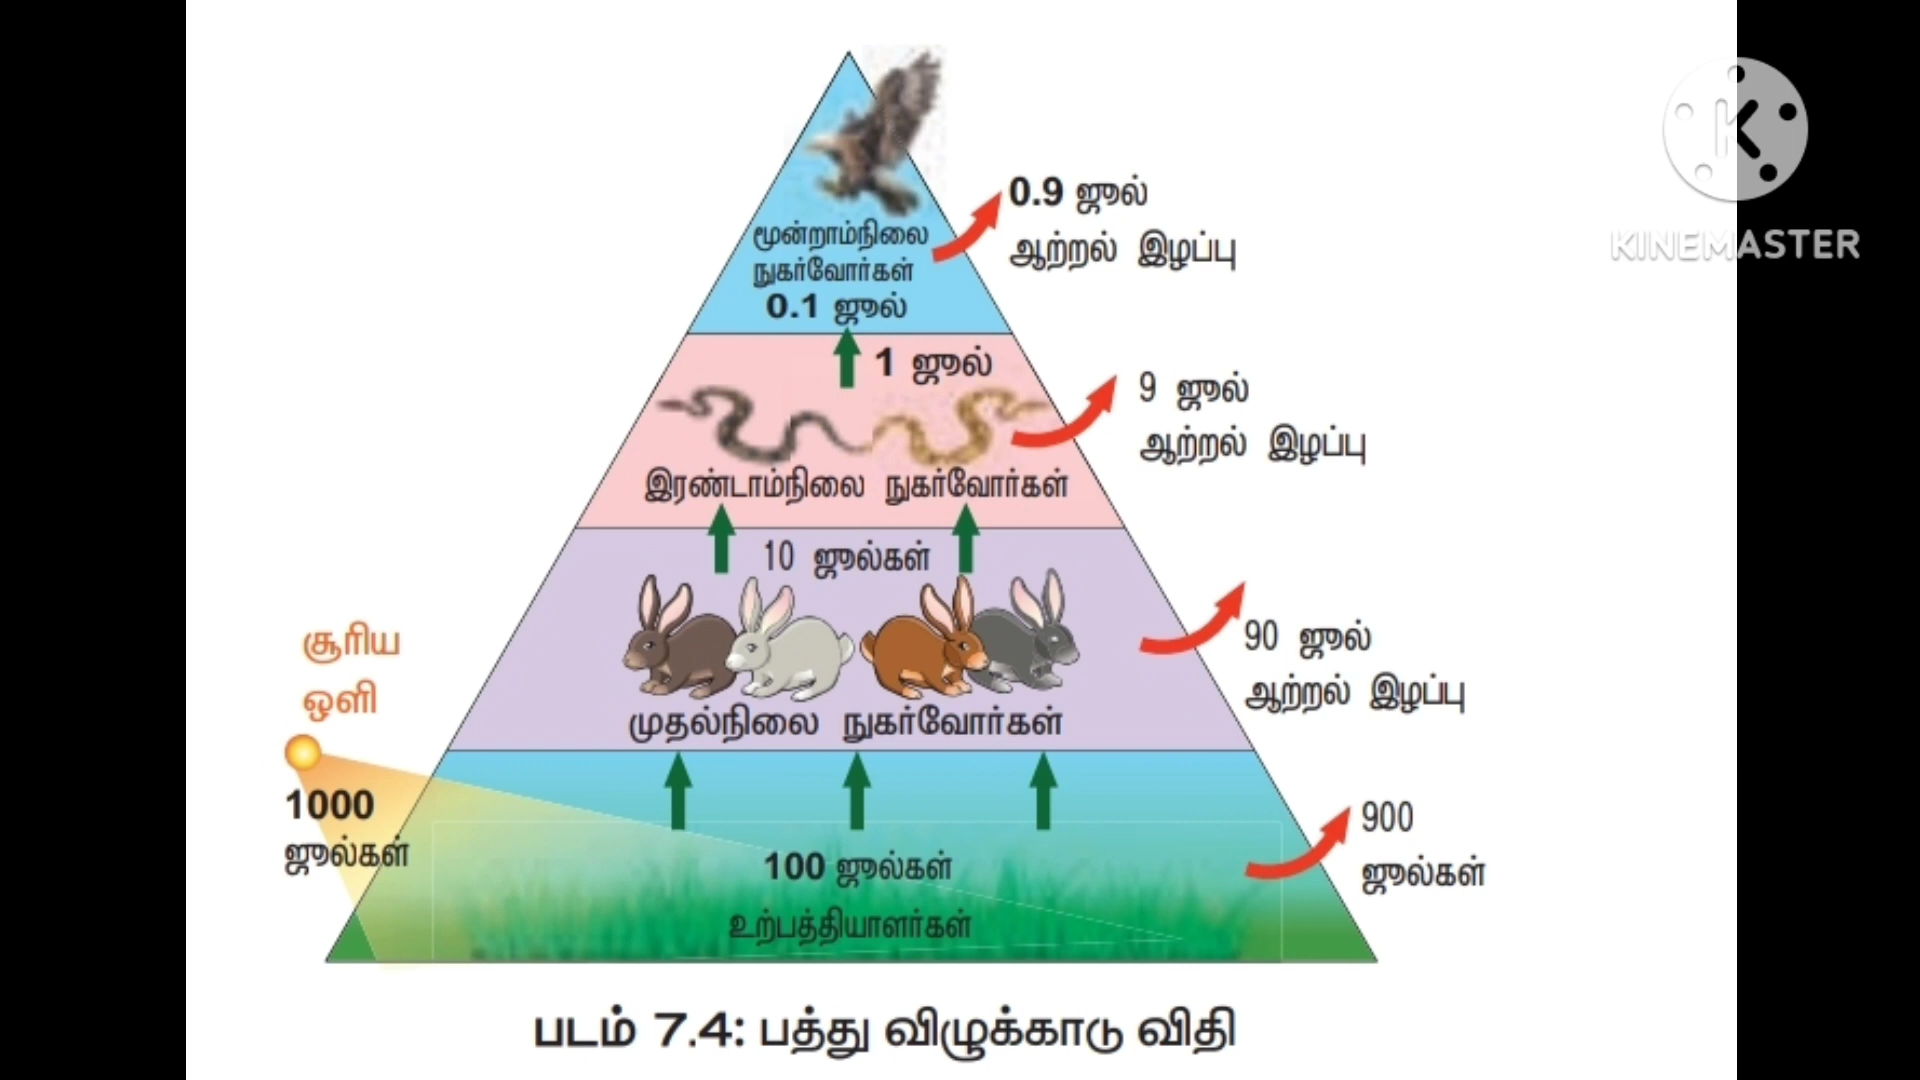 KINEMASTER
0.9 ஜூல்
ஆற்றல் இழப்பு
மூன்றாம்நிலை
நுகர்வோர்கள்
0.1 ஜூல்
1 ஜூல்
9 ஜூல்
ஆற்றல் இழப்பு
இரண்டாம்நிலை நுகர்வோர்கள்
10 ஜூல்கள்
சூரிய
ஒளி
90 ஜூல்
ஆற்றல் இழப்பு
முதல்நிலை நுகர்வோர்கள்
1000
ஜூல்கள்
900
ஜூல்கள்
100 ஜூல்கள்
உற்பத்தியாளர்கள்
படம் 7.4: பத்து விழுக்காடு விதி